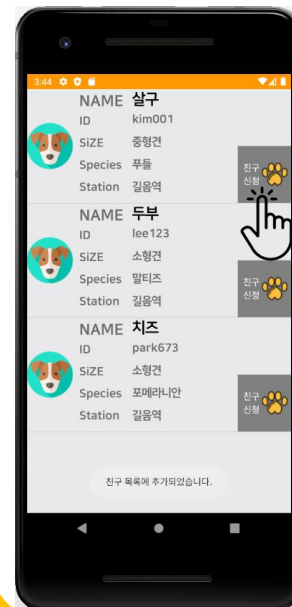 3:44
NAME 살구
ID kim001
SiZE 중형견
Species 푸들
Station 길음역
친구
신청
NAME 두부
ID lee123
SiZE 소형견
Species 말티즈
Station 길음역
친구
신청
NAME 치즈
ID park673
SiZE 소형견
Species 포메라니안
Station 길음역
친구
신청
친구 목록에 추가되었습니다.